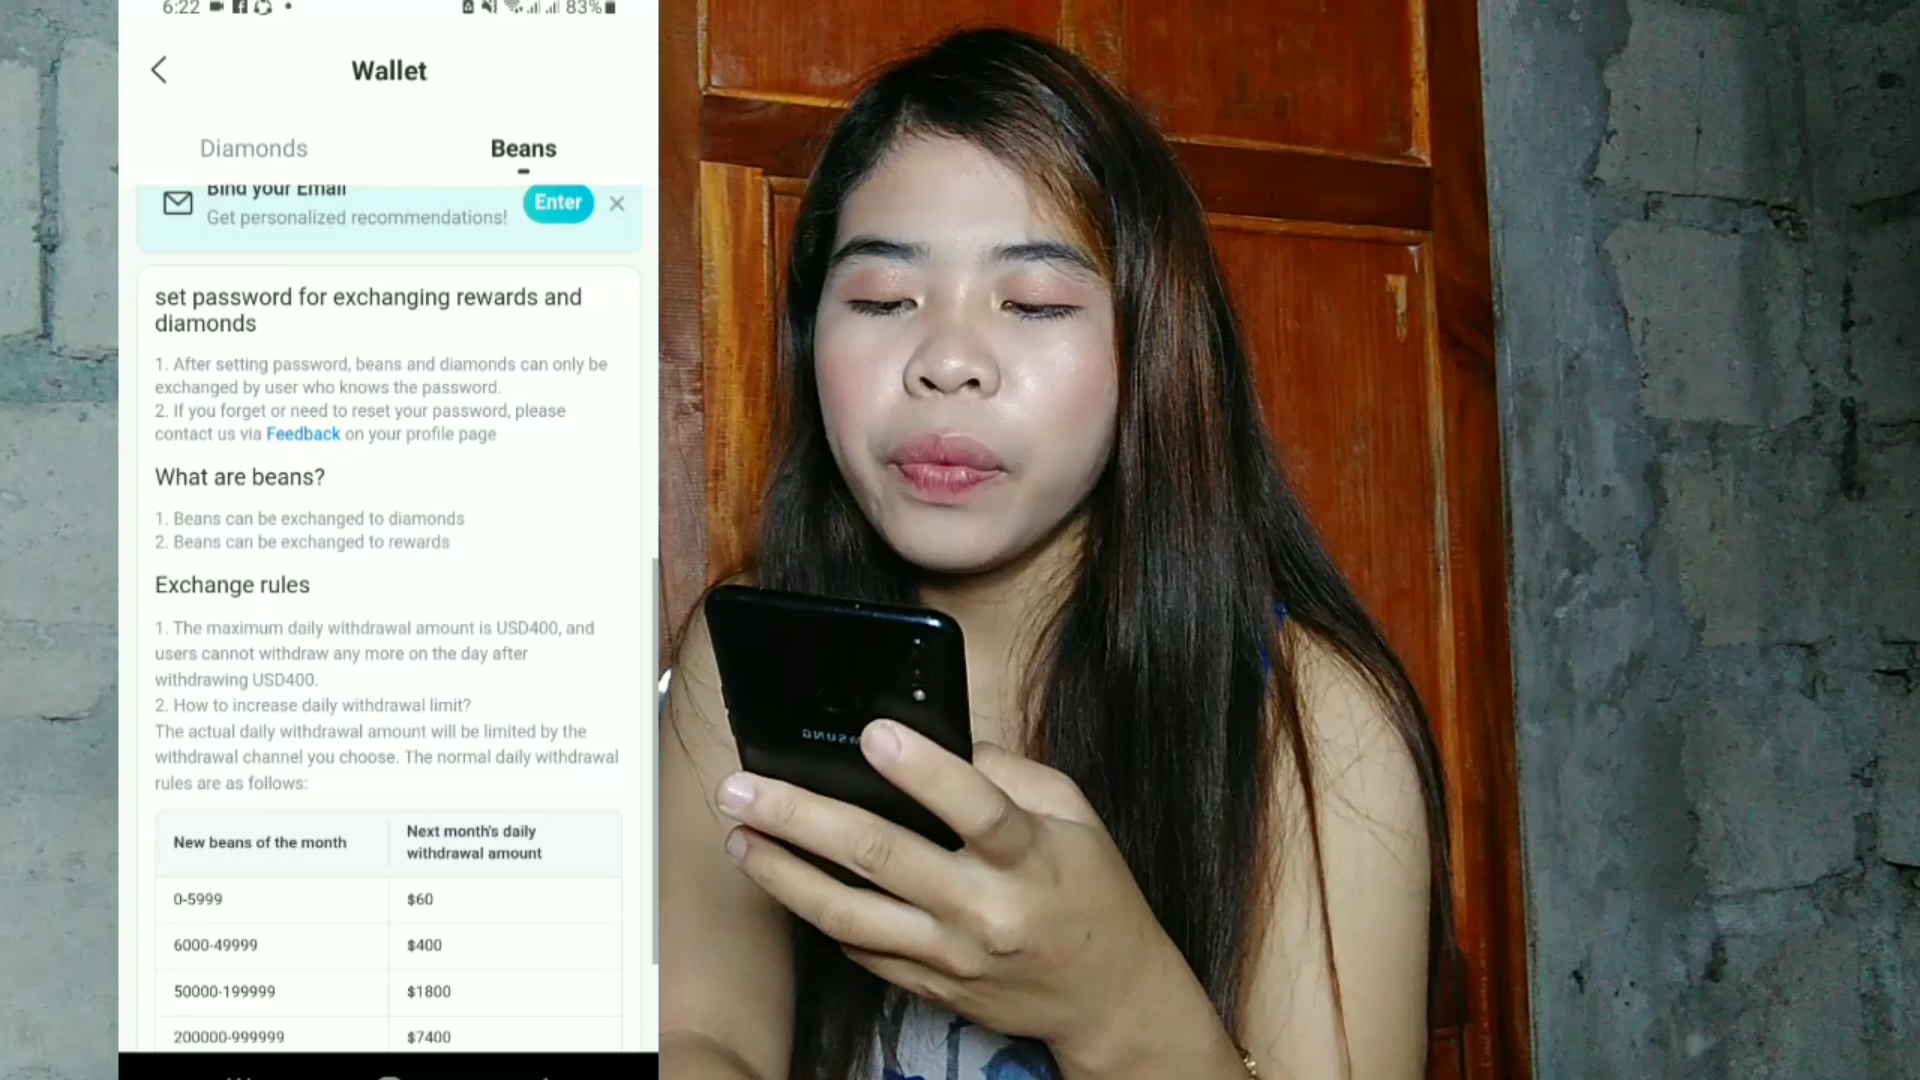 6:22
83%
Wallet
Diamonds
Beans
Bind your Email
Get personalized recommendations!
Enter
set password for exchanging rewards and
diamonds
1. After setting password, beans and diamonds can only be
exchanged by user who knows the password.
2. If you forget or need to reset your password, please
contact us via Feedback on your profile page
What are beans?
1. Beans can be exchanged to diamonds
2. Beans can be exchanged to rewards
Exchange rules
1. The maximum daily withdrawal amount is USD400, and
users cannot withdraw any more on the day after
withdrawing USD400.
2. How to increase daily withdrawal limit?
The actual daily withdrawal amount will be limited by the
withdrawal channel you choose. The normal daily withdrawal
rules are as follows:
New beans of the month
Next month's daily
withdrawal amount
0-5999
$60
6000-49999
$400
50000-199999
$1800
200000-999999
$7400
SAMSUNG